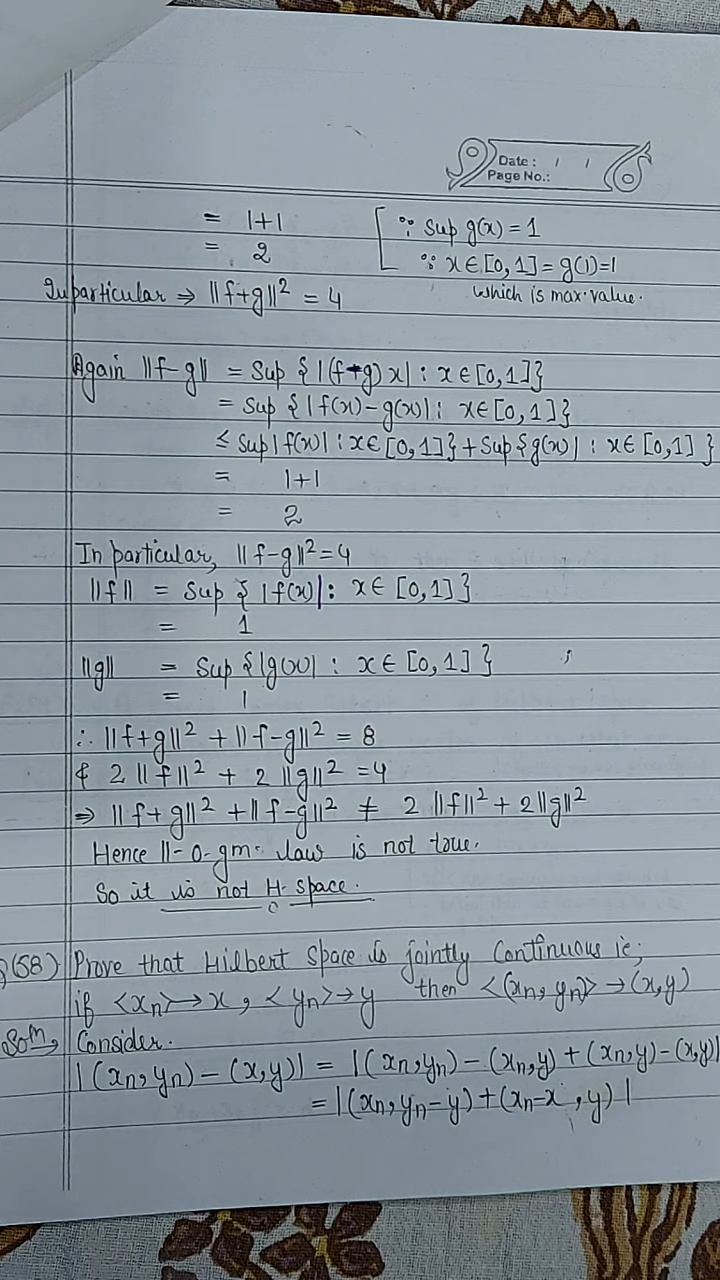 Date : / /
Page No.:
= 1+1 [ ∵ Sup g(x) = 1
= 2 ∵ x∈[0,1] = g(1)=1
In particular ⇒ ||f+g||² = 4 which is max. value.
Again ||f-g|| = Sup {|(f-g)x| : x∈[0,1]}
= Sup {|f(x)-g(x)| : x∈[0,1]}
≤ Sup|f(x)| : x∈[0,1]} + Sup{g(x)| : x∈[0,1]}
= 1+1
= 2
In particular, ||f-g||²=4
||f|| = Sup {|f(x)| : x∈[0,1]}
= 1
||g|| = Sup {|g(x)| : x∈[0,1]}
= 1
∴ ||f+g||² + ||f-g||² = 8
& 2||f||² + 2||g||² = 4
⇒ ||f+g||² + ||f-g||² ≠ 2||f||² + 2||g||²
Hence ||-o-gm. law is not true.
So it is not H. space.
(58) Prove that Hilbert Space is jointly Continuous ie;
if <xn> → x, <yn> → y then <(xn, yn)> → (x,y)
Soln, Consider.
|(xn,yn) - (x,y)| = |(xn,yn) - (xn,y) + (xn,y) - (x,y)|
= |(xn,yn-y) + (xn-x, y)|